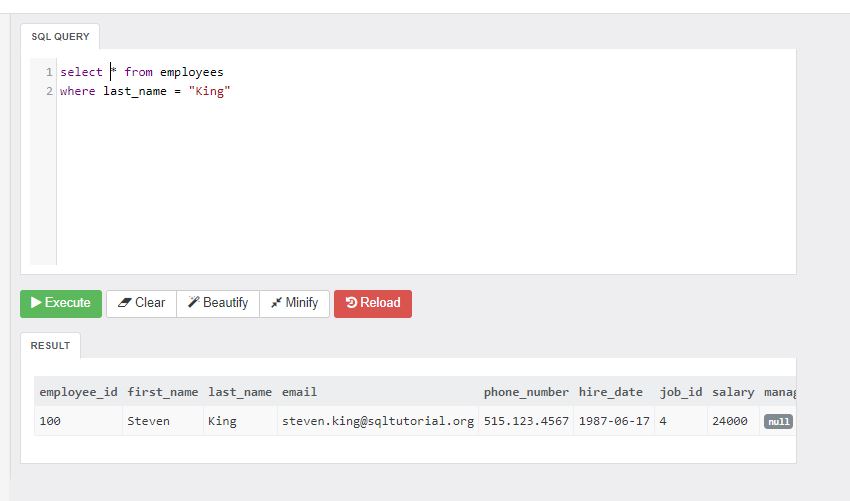 SQL QUERY
1 select * from employees
2 where last_name = "King"
Execute Clear Beautify Minify Reload
RESULT
employee_id first_name last_name email phone_number hire_date job_id salary manag
100 Steven King steven.king@sqltutorial.org 515.123.4567 1987-06-17 4 24000 null